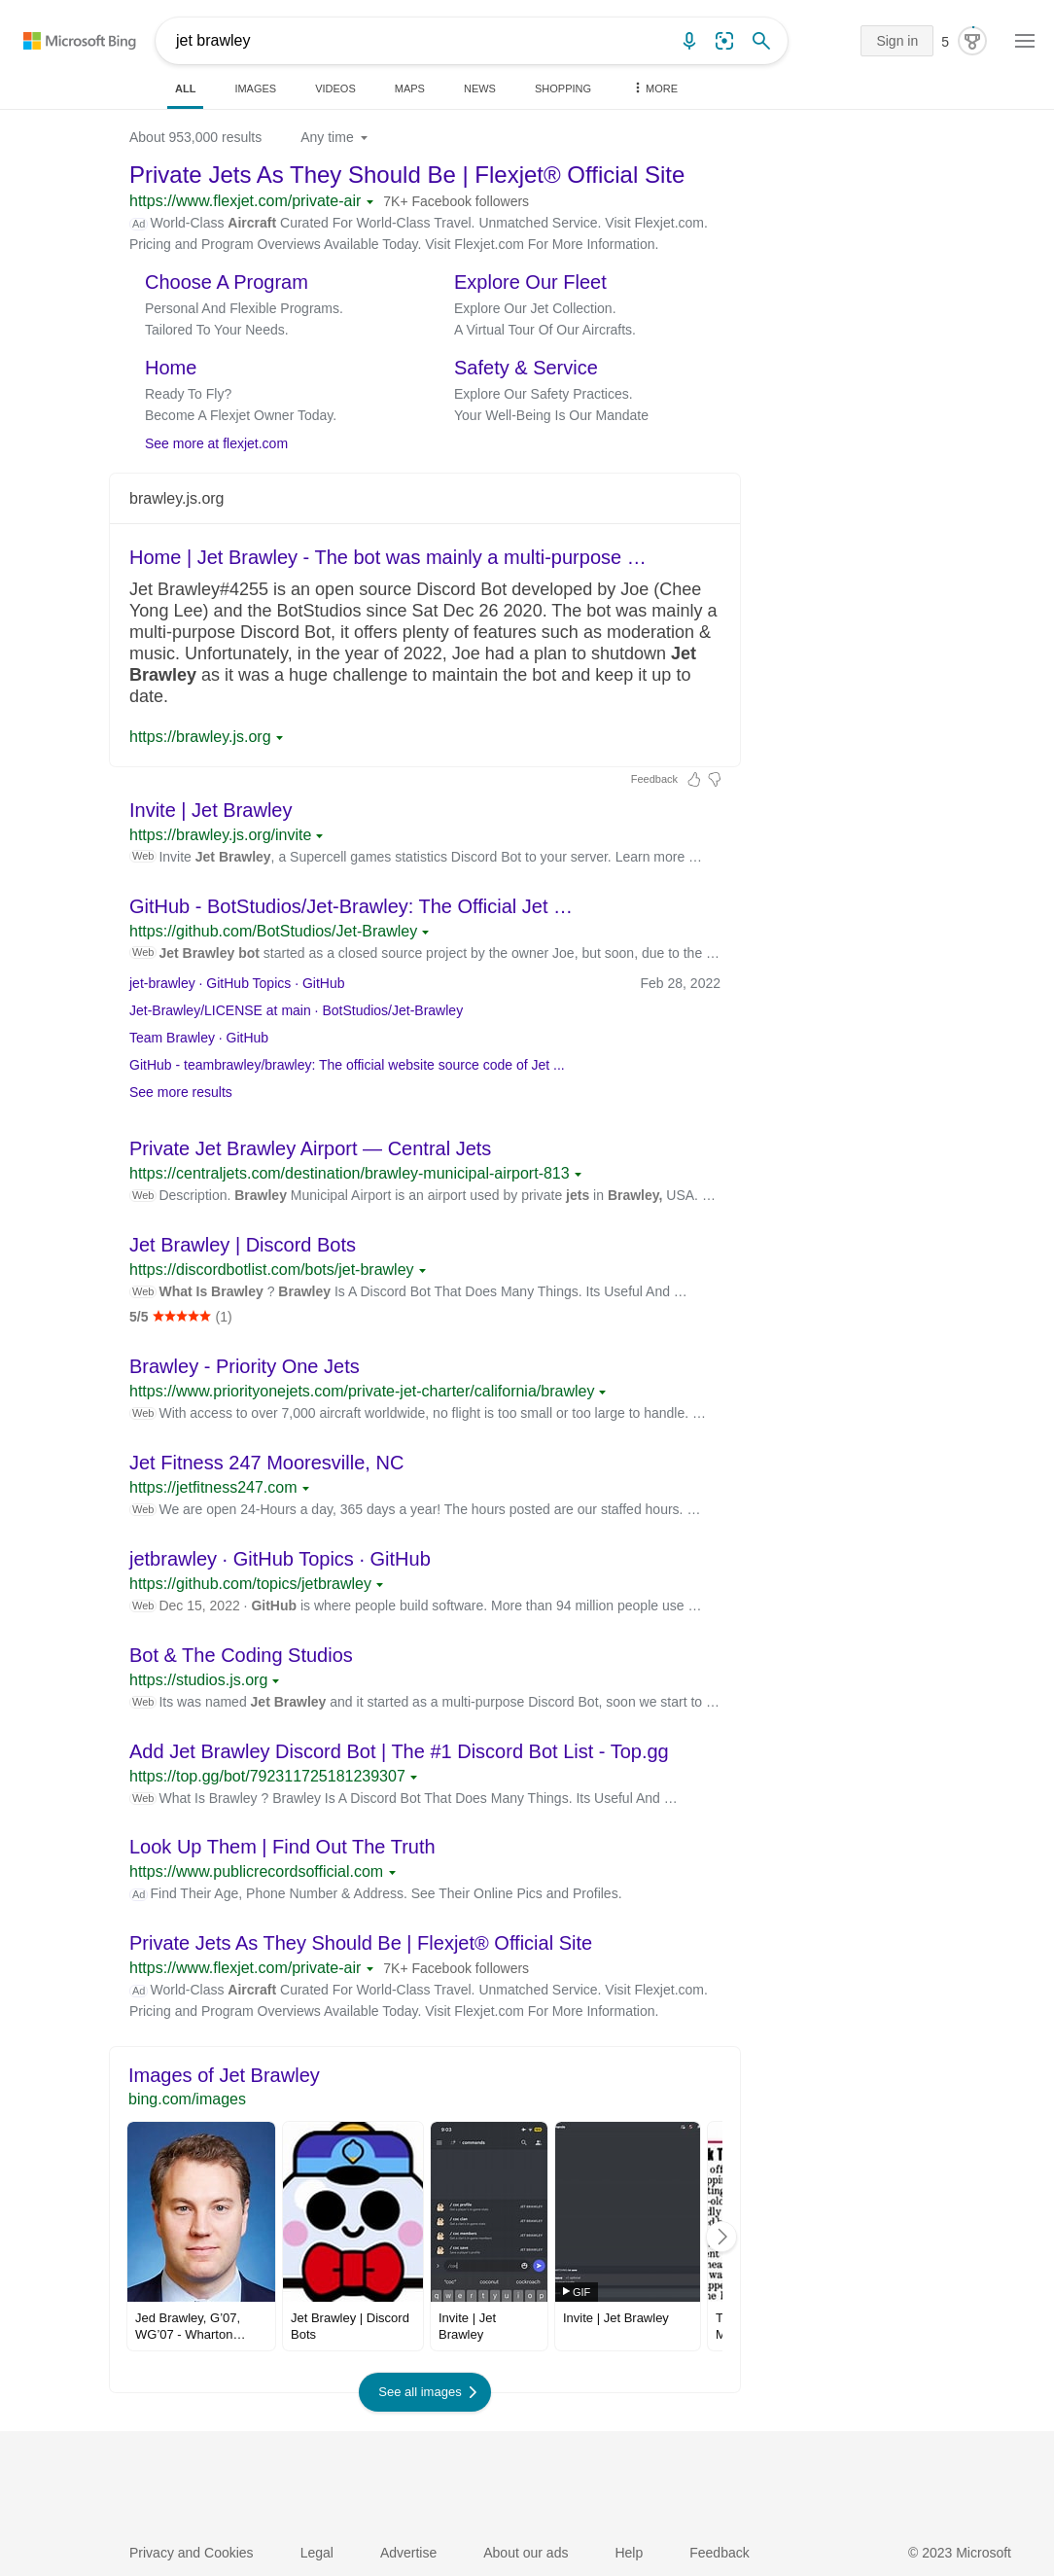 Microsoft Bing
jet brawley
Sign in
5
ALL
IMAGES
VIDEOS
MAPS
NEWS
SHOPPING
MORE
About 953,000 results
Any time
Private Jets As They Should Be | Flexjet® Official Site
https://www.flexjet.com/private-air 7K+ Facebook followers
Ad World-Class Aircraft Curated For World-Class Travel. Unmatched Service. Visit Flexjet.com.
Pricing and Program Overviews Available Today. Visit Flexjet.com For More Information.
Choose A Program
Personal And Flexible Programs.
Tailored To Your Needs.
Explore Our Fleet
Explore Our Jet Collection.
A Virtual Tour Of Our Aircrafts.
Home
Ready To Fly?
Become A Flexjet Owner Today.
Safety & Service
Explore Our Safety Practices.
Your Well-Being Is Our Mandate
See more at flexjet.com
brawley.js.org
Home | Jet Brawley - The bot was mainly a multi-purpose …
Jet Brawley#4255 is an open source Discord Bot developed by Joe (Chee
Yong Lee) and the BotStudios since Sat Dec 26 2020. The bot was mainly a
multi-purpose Discord Bot, it offers plenty of features such as moderation &
music. Unfortunately, in the year of 2022, Joe had a plan to shutdown Jet
Brawley as it was a huge challenge to maintain the bot and keep it up to
date.
https://brawley.js.org
Feedback
Invite | Jet Brawley
https://brawley.js.org/invite
Web Invite Jet Brawley, a Supercell games statistics Discord Bot to your server. Learn more …
GitHub - BotStudios/Jet-Brawley: The Official Jet …
https://github.com/BotStudios/Jet-Brawley
Web Jet Brawley bot started as a closed source project by the owner Joe, but soon, due to the …
jet-brawley · GitHub Topics · GitHub
Feb 28, 2022
Jet-Brawley/LICENSE at main · BotStudios/Jet-Brawley
Team Brawley · GitHub
GitHub - teambrawley/brawley: The official website source code of Jet ...
See more results
Private Jet Brawley Airport — Central Jets
https://centraljets.com/destination/brawley-municipal-airport-813
Web Description. Brawley Municipal Airport is an airport used by private jets in Brawley, USA. …
Jet Brawley | Discord Bots
https://discordbotlist.com/bots/jet-brawley
Web What Is Brawley ? Brawley Is A Discord Bot That Does Many Things. Its Useful And …
5/5 ★★★★★ (1)
Brawley - Priority One Jets
https://www.priorityonejets.com/private-jet-charter/california/brawley
Web With access to over 7,000 aircraft worldwide, no flight is too small or too large to handle. …
Jet Fitness 247 Mooresville, NC
https://jetfitness247.com
Web We are open 24-Hours a day, 365 days a year! The hours posted are our staffed hours. …
jetbrawley · GitHub Topics · GitHub
https://github.com/topics/jetbrawley
Web Dec 15, 2022 · GitHub is where people build software. More than 94 million people use …
Bot & The Coding Studios
https://studios.js.org
Web Its was named Jet Brawley and it started as a multi-purpose Discord Bot, soon we start to …
Add Jet Brawley Discord Bot | The #1 Discord Bot List - Top.gg
https://top.gg/bot/792311725181239307
Web What Is Brawley ? Brawley Is A Discord Bot That Does Many Things. Its Useful And …
Look Up Them | Find Out The Truth
https://www.publicrecordsofficial.com
Ad Find Their Age, Phone Number & Address. See Their Online Pics and Profiles.
Private Jets As They Should Be | Flexjet® Official Site
https://www.flexjet.com/private-air 7K+ Facebook followers
Ad World-Class Aircraft Curated For World-Class Travel. Unmatched Service. Visit Flexjet.com.
Pricing and Program Overviews Available Today. Visit Flexjet.com For More Information.
Images of Jet Brawley
bing.com/images
9:03
commands
/ coc profile
/ coc clan
/ coc members
/ coc save
"coc" coconut cockroach
q w e r t y u i o p
GIF
Jed Brawley, G'07,
WG'07 - Wharton…
Jet Brawley | Discord
Bots
Invite | Jet
Brawley
Invite | Jet Brawley
See all images
Privacy and Cookies
Legal
Advertise
About our ads
Help
Feedback
© 2023 Microsoft